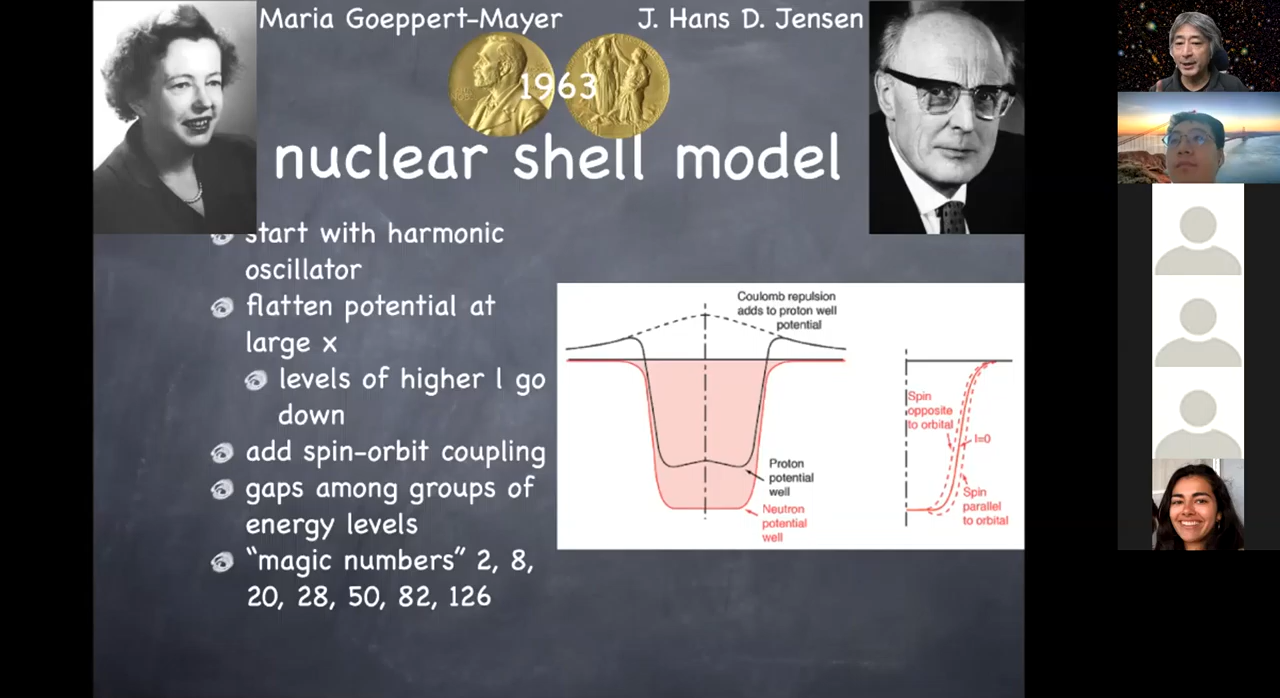 Maria Goeppert-Mayer
J. Hans D. Jensen
1963
nuclear shell model
start with harmonic
oscillator
flatten potential at
large x
levels of higher l go
down
add spin-orbit coupling
gaps among groups of
energy levels
“magic numbers” 2, 8,
20, 28, 50, 82, 126
Coulomb repulsion
adds to proton well
potential
Proton
potential
well
Neutron
potential
well
Spin
opposite
to orbital
l=0
Spin
parallel
to orbital